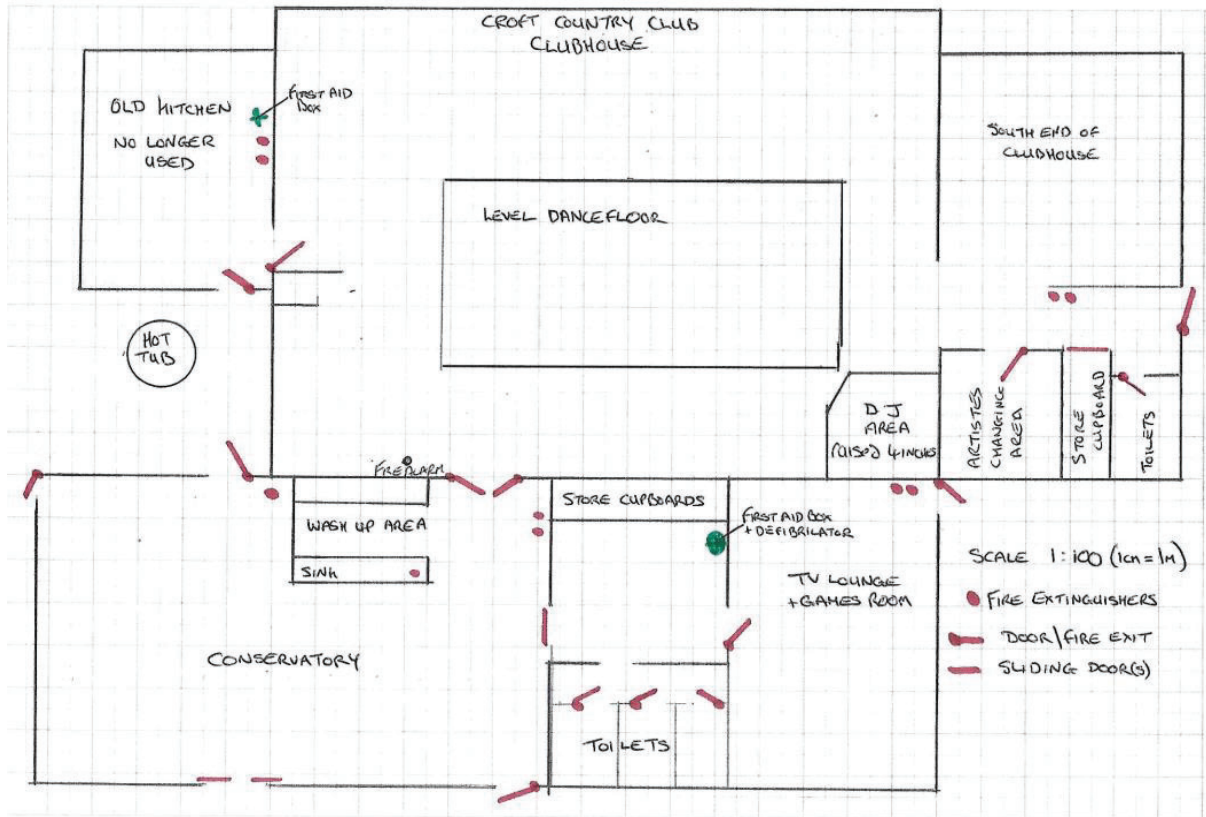 CROFT COUNTRY CLUB
CLUBHOUSE
OLD KITCHEN
NO LONGER
USED
FIRST AID
BOX
SOUTH END OF
CLUBHOUSE
LEVEL DANCEFLOOR
HOT
TUB
DJ
AREA
RAISED 4 INCHES
ARTISTES
CHANGING
AREA
STORE
CUPBOARD
TOILETS
FIRE ALARM
WASH UP AREA
SINK
STORE CUPBOARDS
FIRST AID BOX
+ DEFIBRILATOR
TV LOUNGE
+ GAMES ROOM
SCALE 1:100 (1cm = 1m)
FIRE EXTINGUISHERS
DOOR/FIRE EXIT
SLIDING DOOR(S)
CONSERVATORY
TOILETS